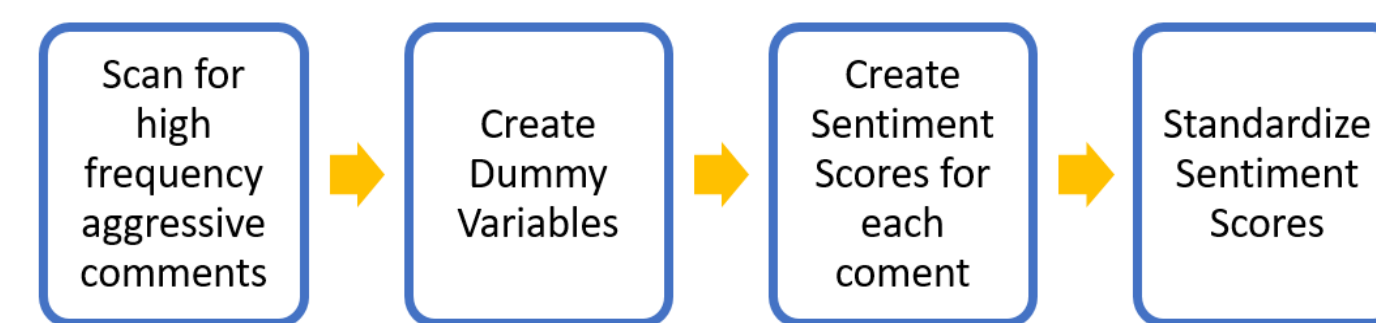 Scan for
high
frequency
aggressive
comments
Create
Dummy
Variables
Create
Sentiment
Scores for
each
coment
Standardize
Sentiment
Scores